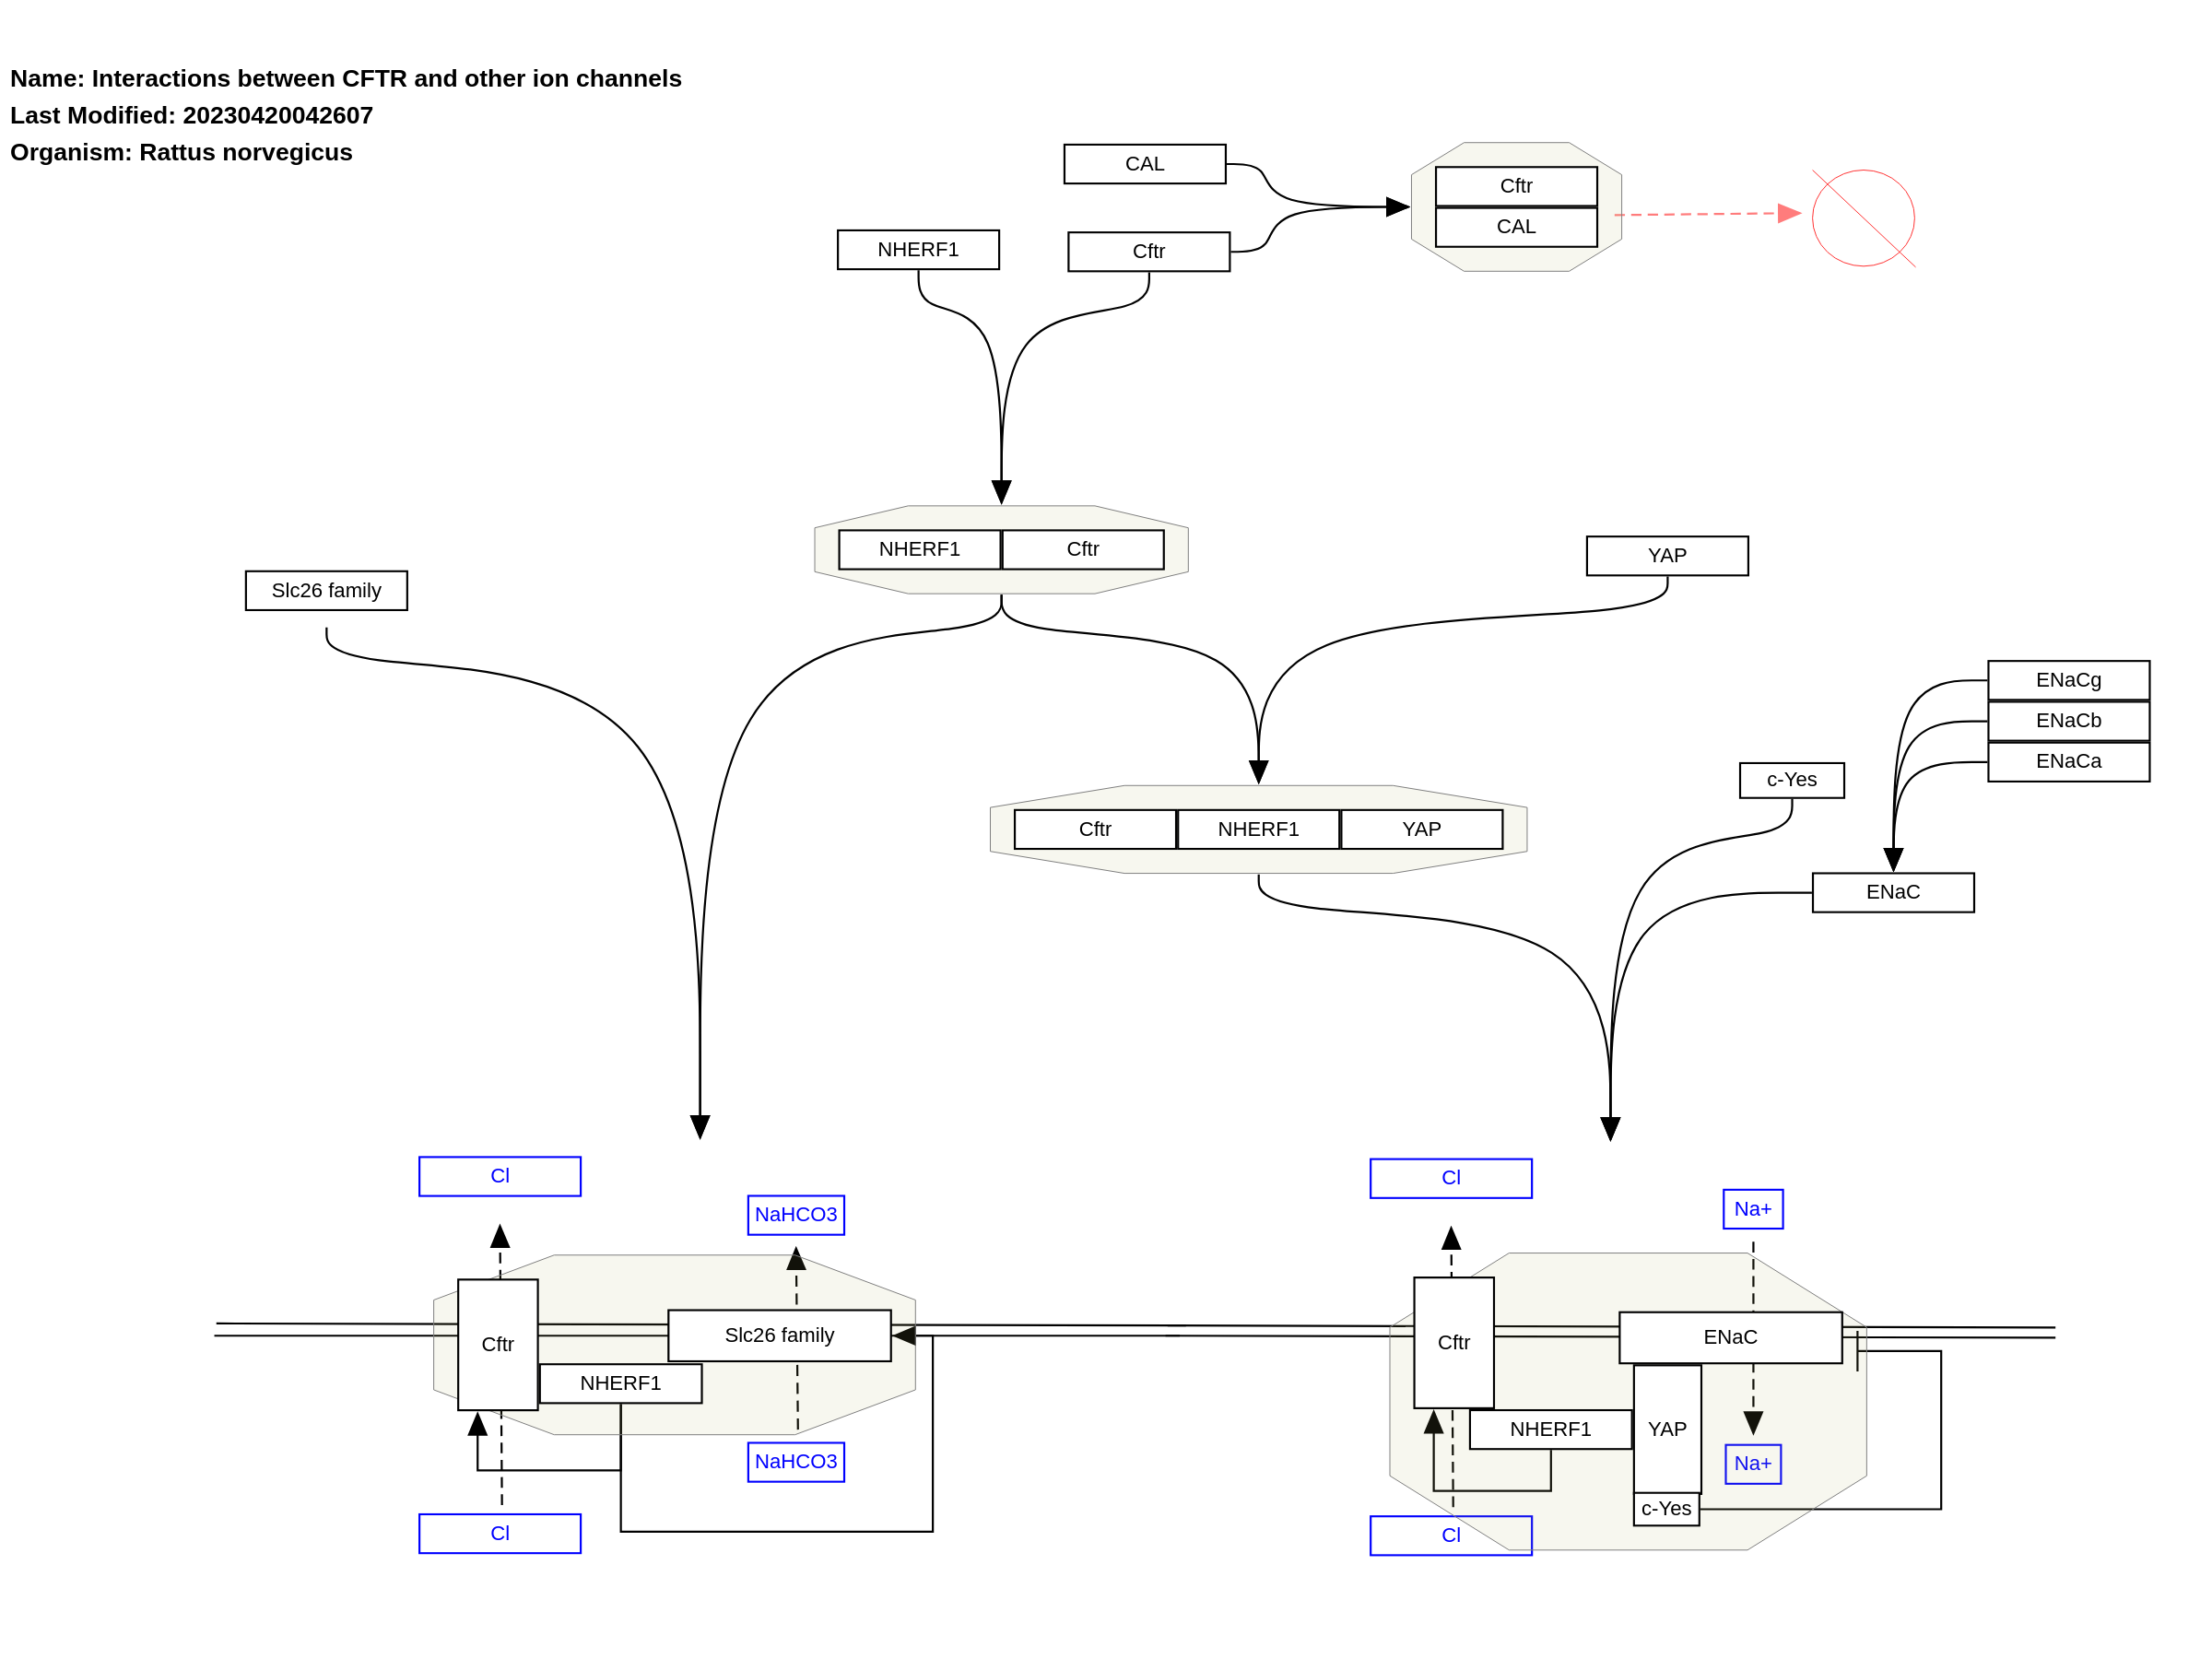 Name: Interactions between CFTR and other ion channels
Last Modified: 20230420042607
Organism: Rattus norvegicus
CAL
Cftr
CAL
NHERF1
Cftr
NHERF1
Cftr
YAP
Slc26 family
ENaCg
ENaCb
ENaCa
c-Yes
Cftr
NHERF1
YAP
ENaC
Cl
Cl
NaHCO3
Na+
Cftr
Slc26 family
NHERF1
Cftr
ENaC
NHERF1
YAP
NaHCO3
Na+
c-Yes
Cl
Cl